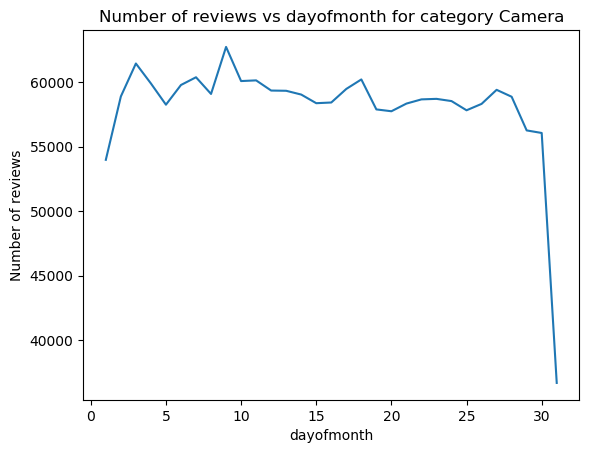 Number of reviews vs dayofmonth for category Camera
Number of reviews
60000
55000
50000
45000
40000
0 5 10 15 20 25 30
dayofmonth